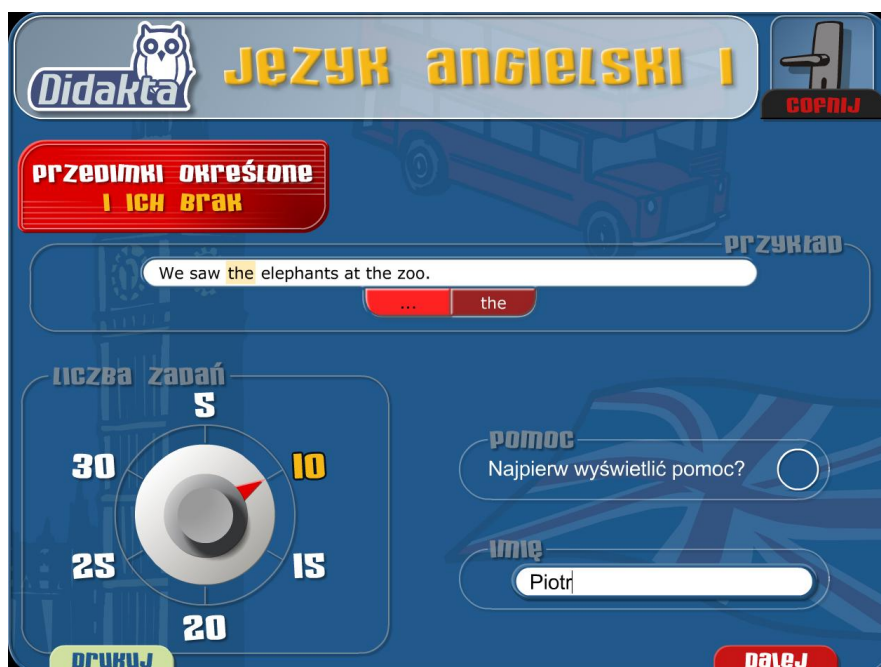 Didakta
Język angielski 1
COFNIJ
Przedimki określone
i ich brak
Przykład
We saw the elephants at the zoo.
... the
Liczba zadań
5
30 10
25 15
20
Pomoc
Najpierw wyświetlić pomoc?
Imię
Piotr
Drukuj
Dalej